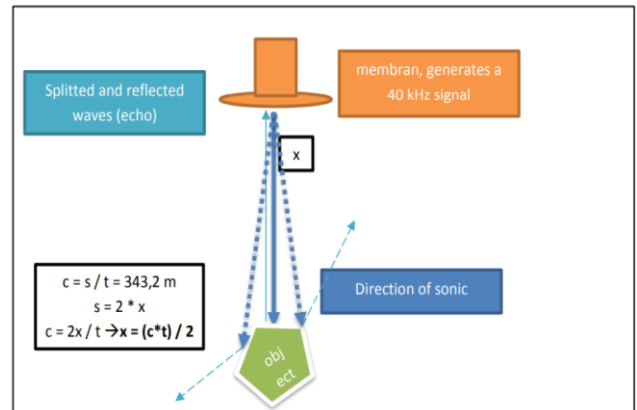 Splitted and reflected
waves (echo)
membran, generates a
40 kHz signal
x
c = s / t = 343,2 m
s = 2 * x
c = 2x / t →x = (c*t) / 2
Direction of sonic
obj
ect